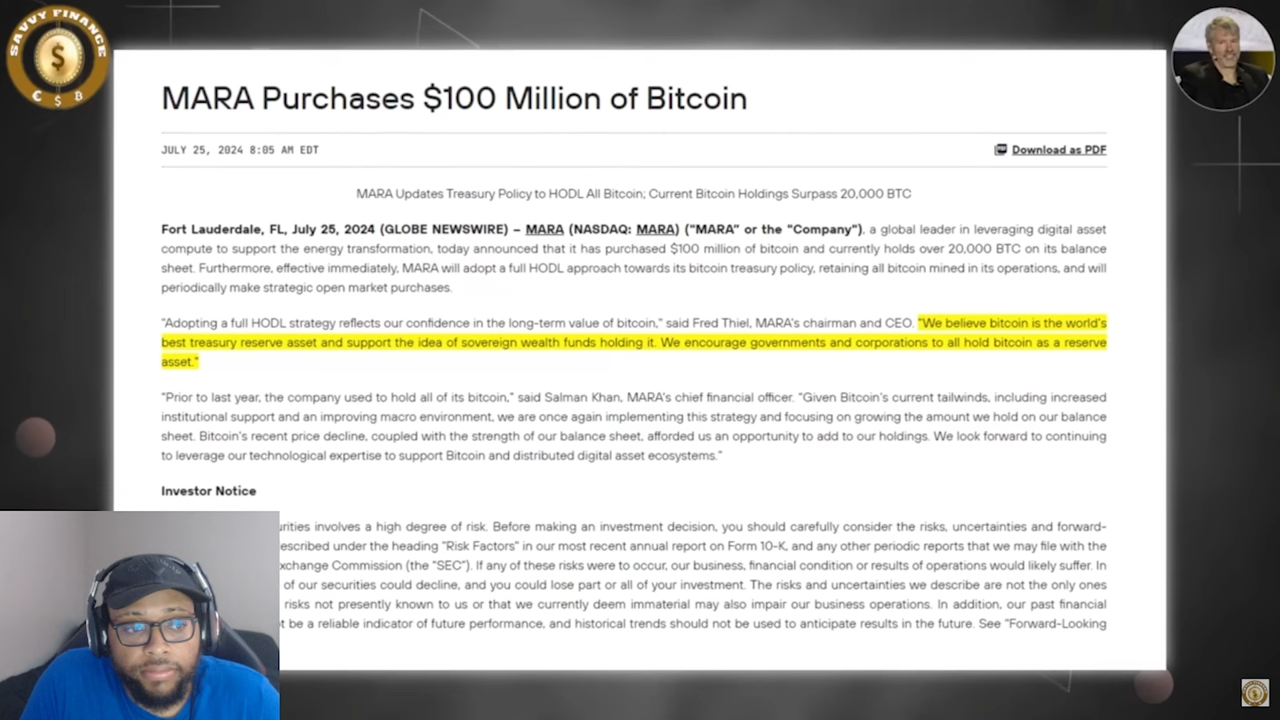 SAVVY FINANCE
$
€ $ B
MARA Purchases $100 Million of Bitcoin
JULY 25, 2024 8:05 AM EDT
Download as PDF
MARA Updates Treasury Policy to HODL All Bitcoin; Current Bitcoin Holdings Surpass 20,000 BTC
Fort Lauderdale, FL, July 25, 2024 (GLOBE NEWSWIRE) – MARA (NASDAQ: MARA) ("MARA" or the "Company"), a global leader in leveraging digital asset
compute to support the energy transformation, today announced that it has purchased $100 million of bitcoin and currently holds over 20,000 BTC on its balance
sheet. Furthermore, effective immediately, MARA will adopt a full HODL approach towards its bitcoin treasury policy, retaining all bitcoin mined in its operations, and will
periodically make strategic open market purchases.
"Adopting a full HODL strategy reflects our confidence in the long-term value of bitcoin," said Fred Thiel, MARA's chairman and CEO. "We believe bitcoin is the world's
best treasury reserve asset and support the idea of sovereign wealth funds holding it. We encourage governments and corporations to all hold bitcoin as a reserve
asset."
"Prior to last year, the company used to hold all of its bitcoin," said Salman Khan, MARA's chief financial officer. "Given Bitcoin's current tailwinds, including increased
institutional support and an improving macro environment, we are once again implementing this strategy and focusing on growing the amount we hold on our balance
sheet. Bitcoin's recent price decline, coupled with the strength of our balance sheet, afforded us an opportunity to add to our holdings. We look forward to continuing
to leverage our technological expertise to support Bitcoin and distributed digital asset ecosystems."
Investor Notice
urities involves a high degree of risk. Before making an investment decision, you should carefully consider the risks, uncertainties and forward-
escribed under the heading "Risk Factors" in our most recent annual report on Form 10-K, and any other periodic reports that we may file with the
xchange Commission (the "SEC"). If any of these risks were to occur, our business, financial condition or results of operations would likely suffer. In
of our securities could decline, and you could lose part or all of your investment. The risks and uncertainties we describe are not the only ones
risks not presently known to us or that we currently deem immaterial may also impair our business operations. In addition, our past financial
t be a reliable indicator of future performance, and historical trends should not be used to anticipate results in the future. See "Forward-Looking